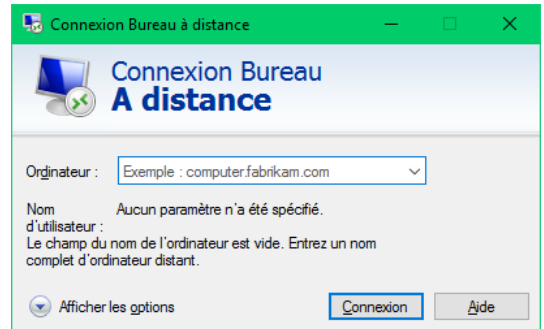 Connexion Bureau à distance
Connexion Bureau
A distance
Ordinateur :
Exemple : computer.fabrikam.com
Nom
d'utilisateur :
Aucun paramètre n'a été spécifié.
Le champ du nom de l'ordinateur est vide. Entrez un nom
complet d'ordinateur distant.
Afficher les options
Connexion
Aide